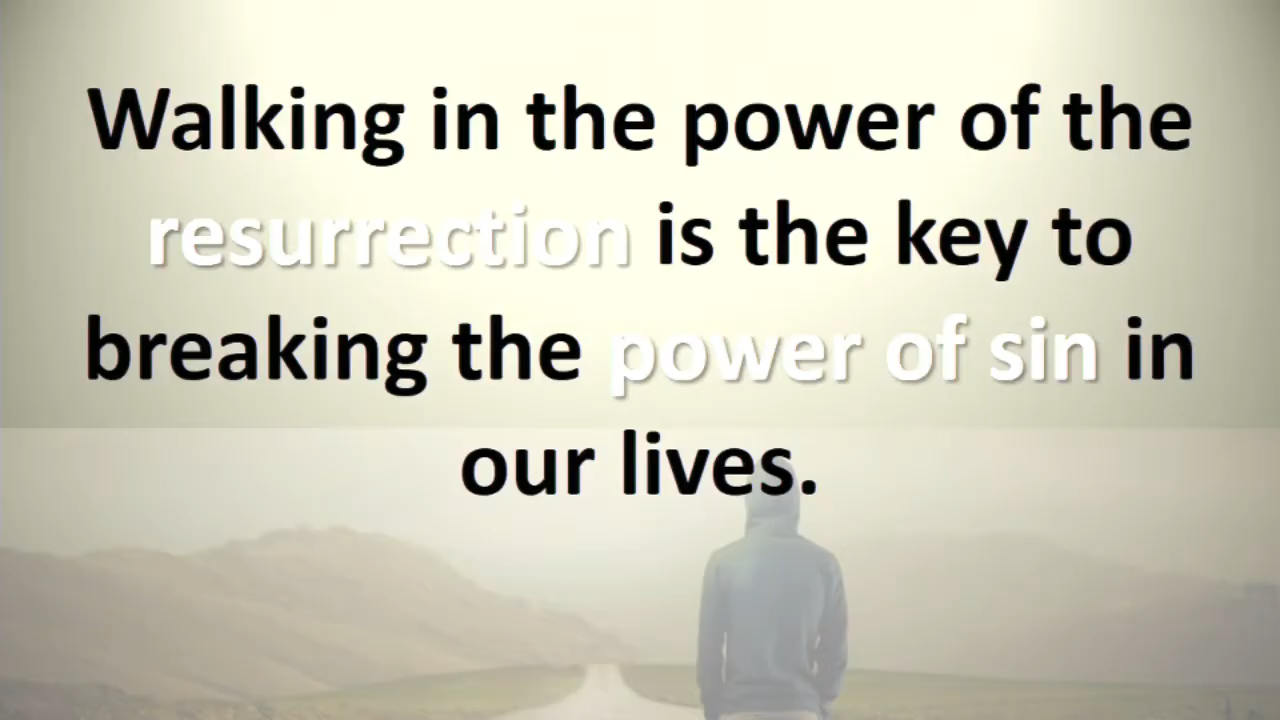 Walking in the power of the
resurrection is the key to
breaking the power of sin in
our lives.